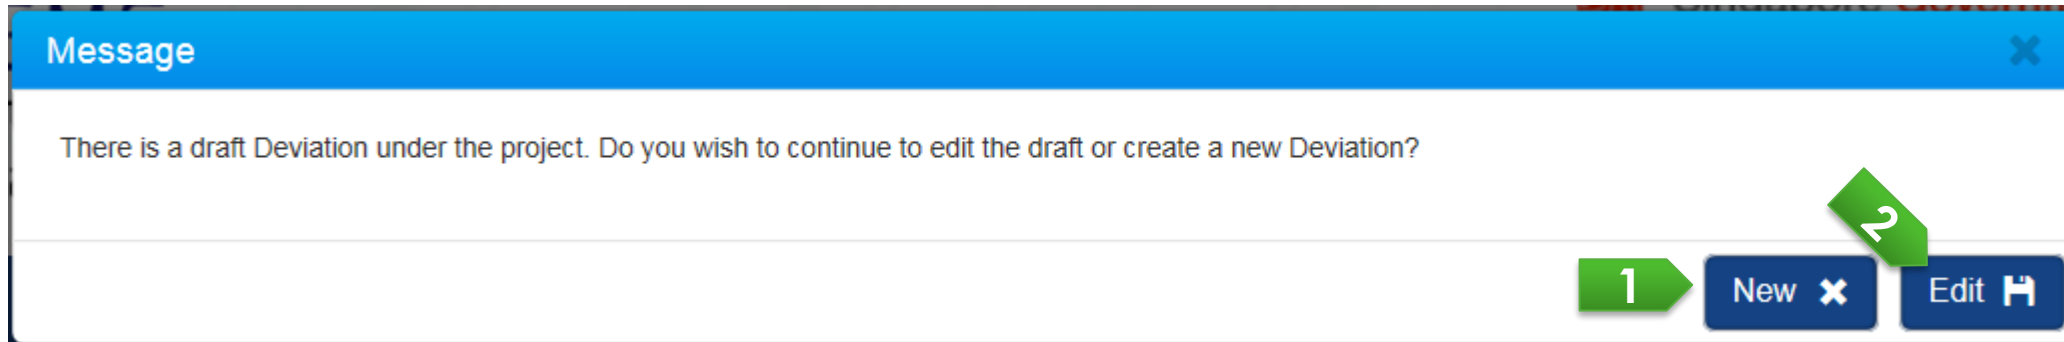 Message
There is a draft Deviation under the project. Do you wish to continue to edit the draft or create a new Deviation?
2
1
New
Edit